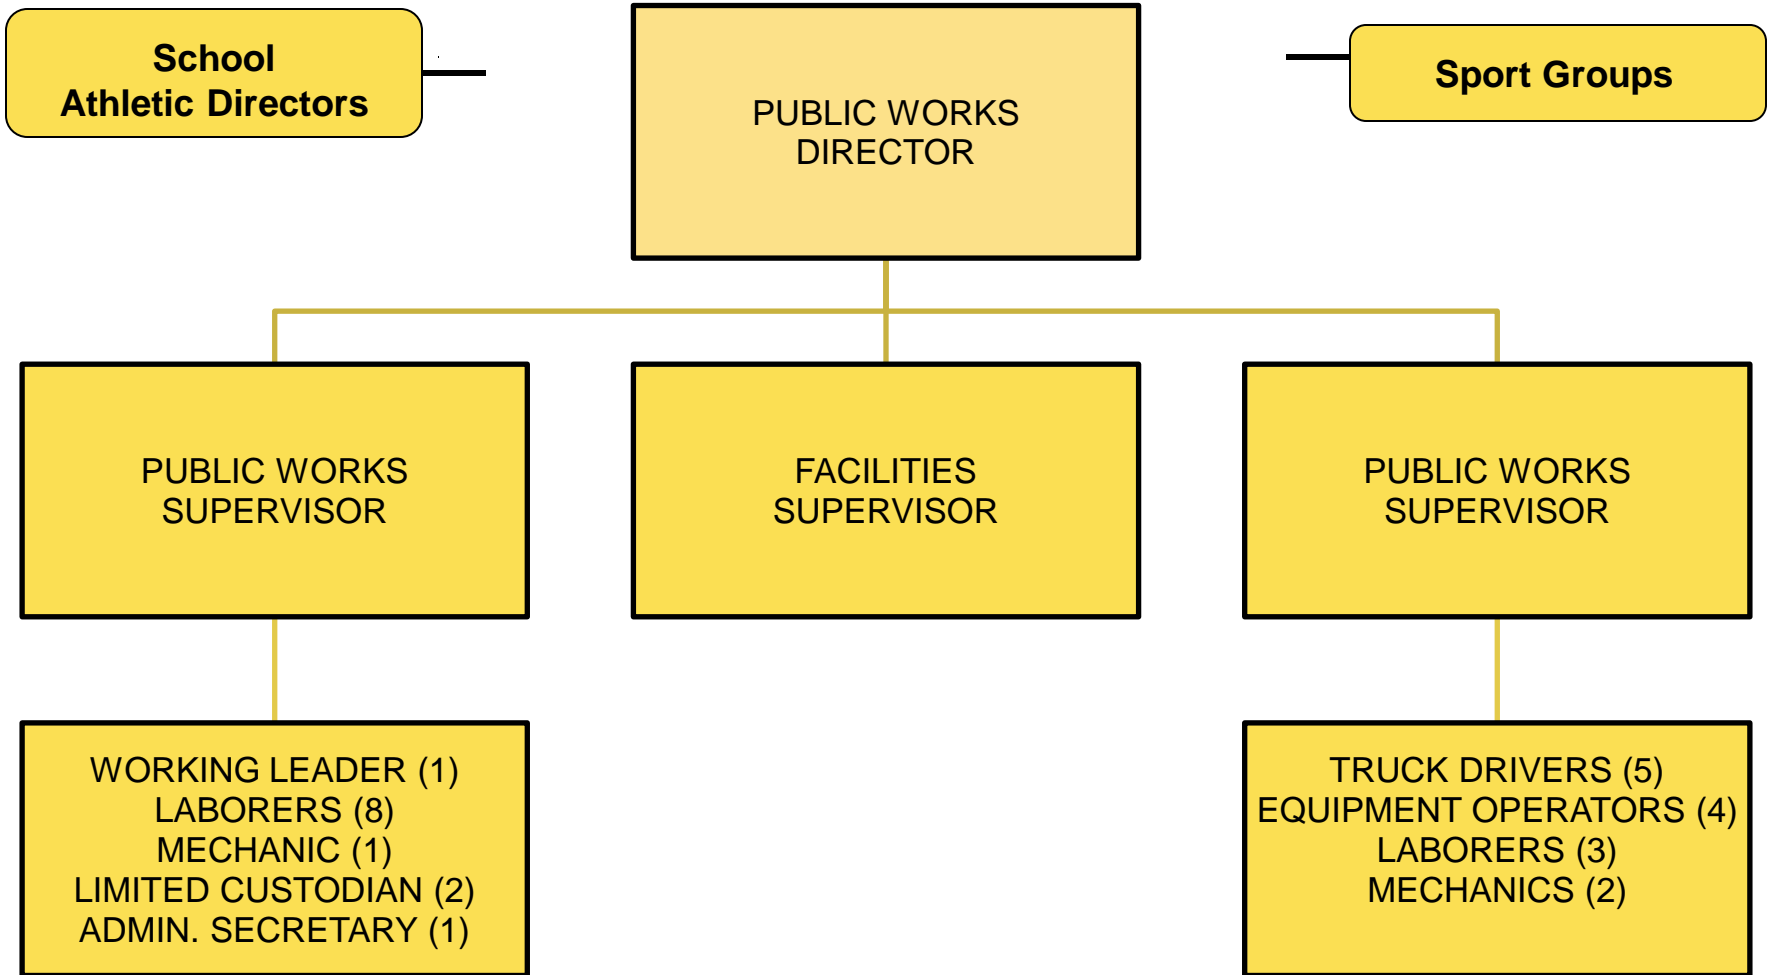 School
Athletic Directors
PUBLIC WORKS
DIRECTOR
Sport Groups
PUBLIC WORKS
SUPERVISOR
FACILITIES
SUPERVISOR
PUBLIC WORKS
SUPERVISOR
WORKING LEADER (1)
LABORERS (8)
MECHANIC (1)
LIMITED CUSTODIAN (2)
ADMIN. SECRETARY (1)
TRUCK DRIVERS (5)
EQUIPMENT OPERATORS (4)
LABORERS (3)
MECHANICS (2)